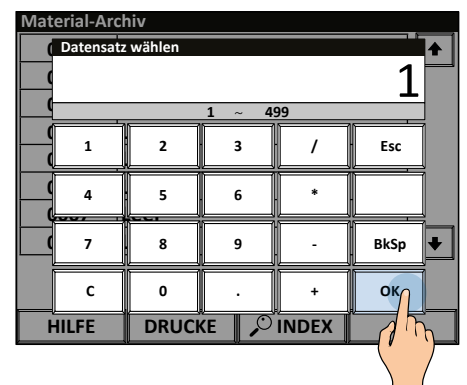 Material-Archiv
Datensatz wählen
1
1 ~ 499
1 2 3 / Esc
4 5 6 *
7 8 9 - BkSp
C 0 . + OK
HILFE DRUCKE INDEX